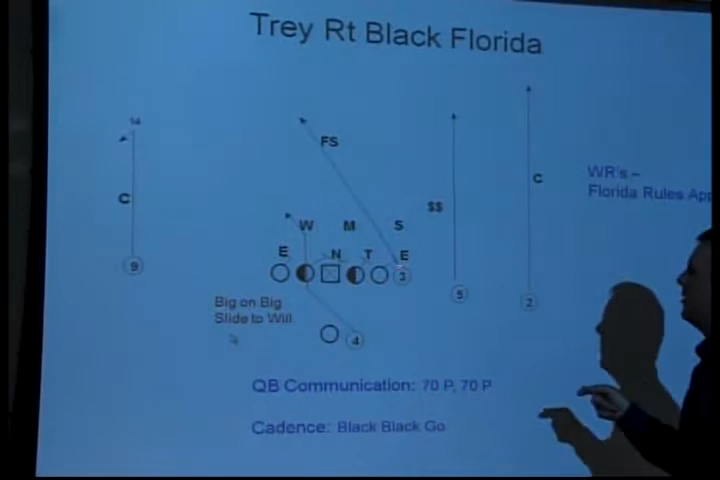 Trey Rt Black Florida
14
FS
C
C
WR's –
Florida Rules
$$
W M S
E N T E
9
3
5
2
Big on Big
Slide to Will
4
QB Communication: 70 P, 70 P
Cadence: Black Black Go